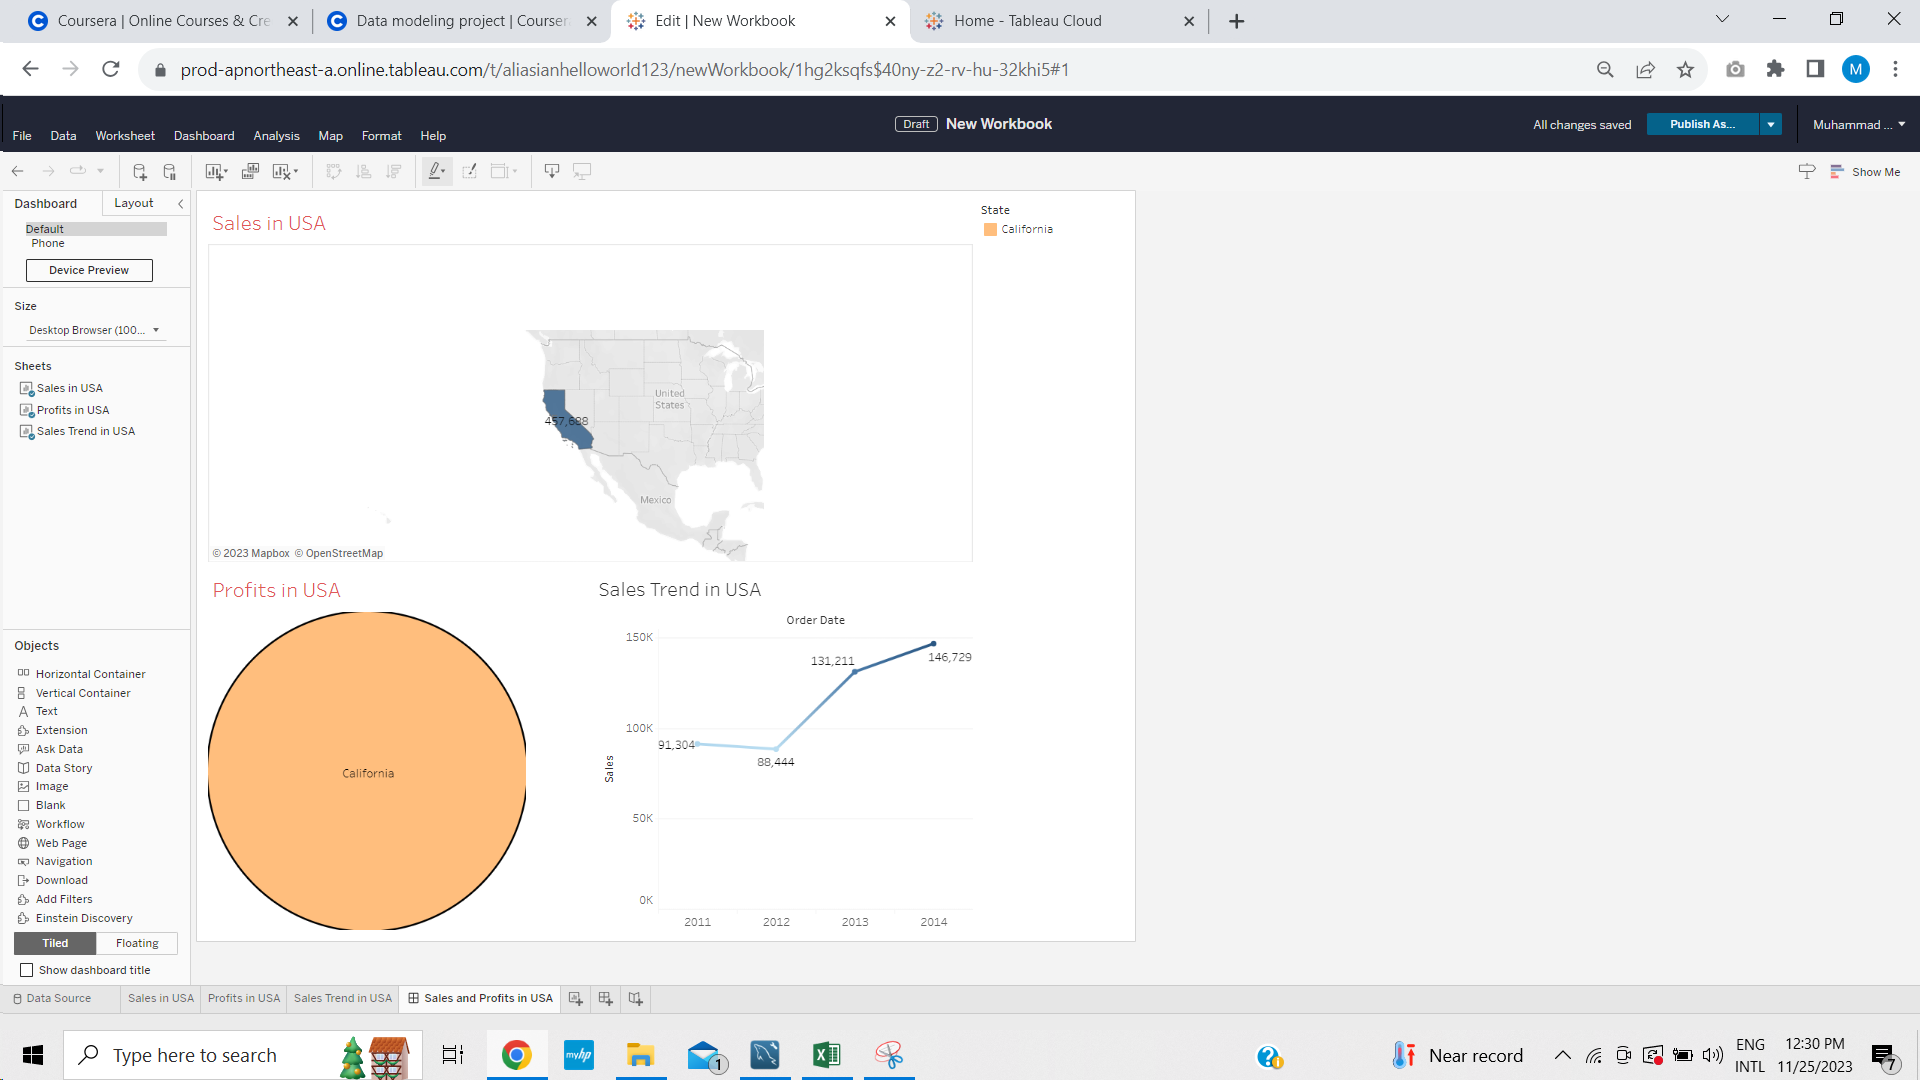 Coursera | Online Courses & Cre
Data modeling project | Courser
Edit | New Workbook
Home - Tableau Cloud
prod-apnortheast-a.online.tableau.com/t/aliasianhelloworld123/newWorkbook/1hg2ksqfs$40ny-z2-rv-hu-32khi5#1
M
File Data Worksheet Dashboard Analysis Map Format Help
Draft New Workbook
All changes saved
Publish As...
Muhammad ...
Show Me
Dashboard
Layout
Default
Phone
Device Preview
Size
Desktop Browser (100...
Sheets
Sales in USA
Profits in USA
Sales Trend in USA
Objects
Horizontal Container
Vertical Container
Text
Extension
Ask Data
Data Story
Image
Blank
Workflow
Web Page
Navigation
Download
Add Filters
Einstein Discovery
Tiled
Floating
Show dashboard title
Sales in USA
State
California
United
States
457,688
Mexico
© 2023 Mapbox © OpenStreetMap
Profits in USA
California
Sales Trend in USA
Order Date
150K
100K
50K
0K
Sales
91,304
88,444
131,211
146,729
2011
2012
2013
2014
Data Source
Sales in USA
Profits in USA
Sales Trend in USA
Sales and Profits in USA
Type here to search
myhp
1
Near record
ENG
INTL
12:30 PM
11/25/2023
7